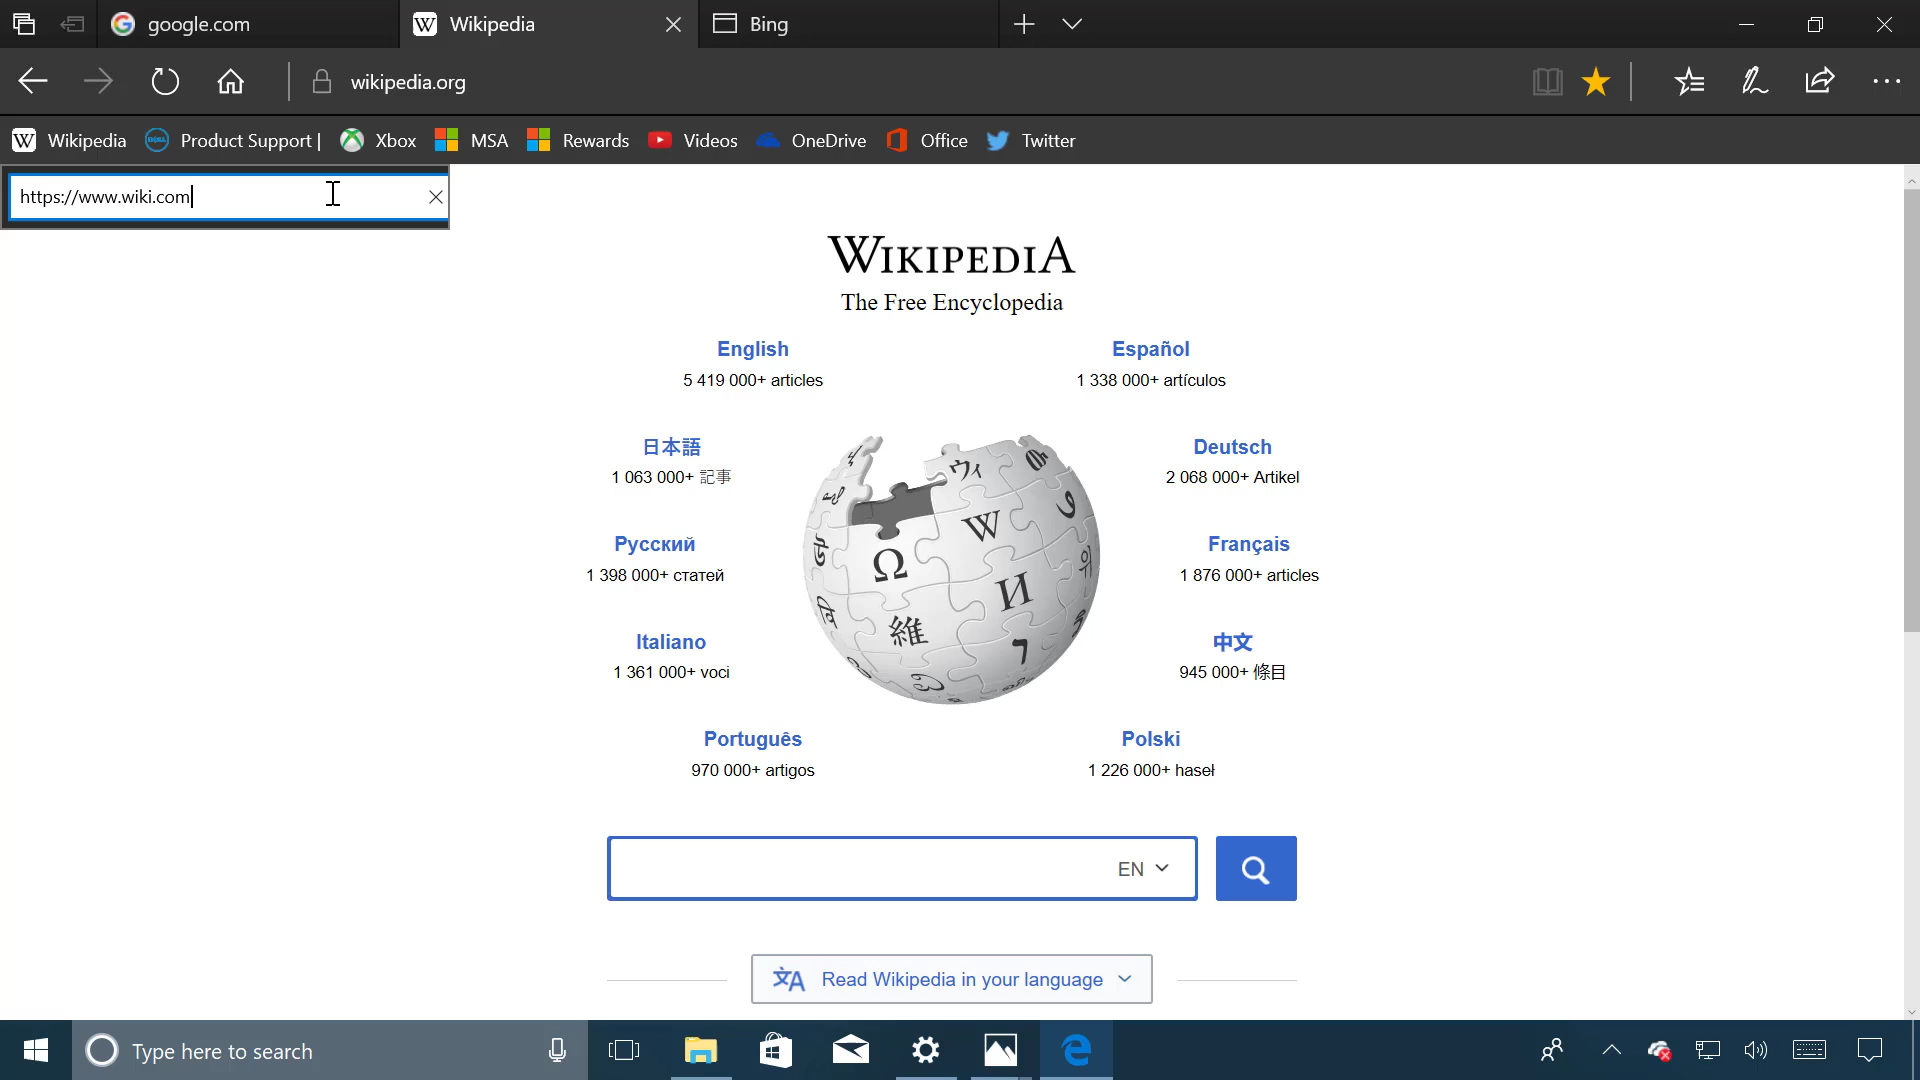 google.com
Wikipedia
Bing
wikipedia.org
Wikipedia
DELL
Product Support |
Xbox
MSA
Rewards
Videos
OneDrive
Office
Twitter
https://www.wiki.com
WIKIPEDIA
The Free Encyclopedia
English
5 419 000+ articles
Español
1 338 000+ artículos
日本語
1 063 000+ 記事
Deutsch
2 068 000+ Artikel
Русский
1 398 000+ статей
Français
1 876 000+ articles
Italiano
1 361 000+ voci
中文
945 000+ 條目
Português
970 000+ artigos
Polski
1 226 000+ haseł
Ω
W
И
維
ウィ
EN
Read Wikipedia in your language
Type here to search